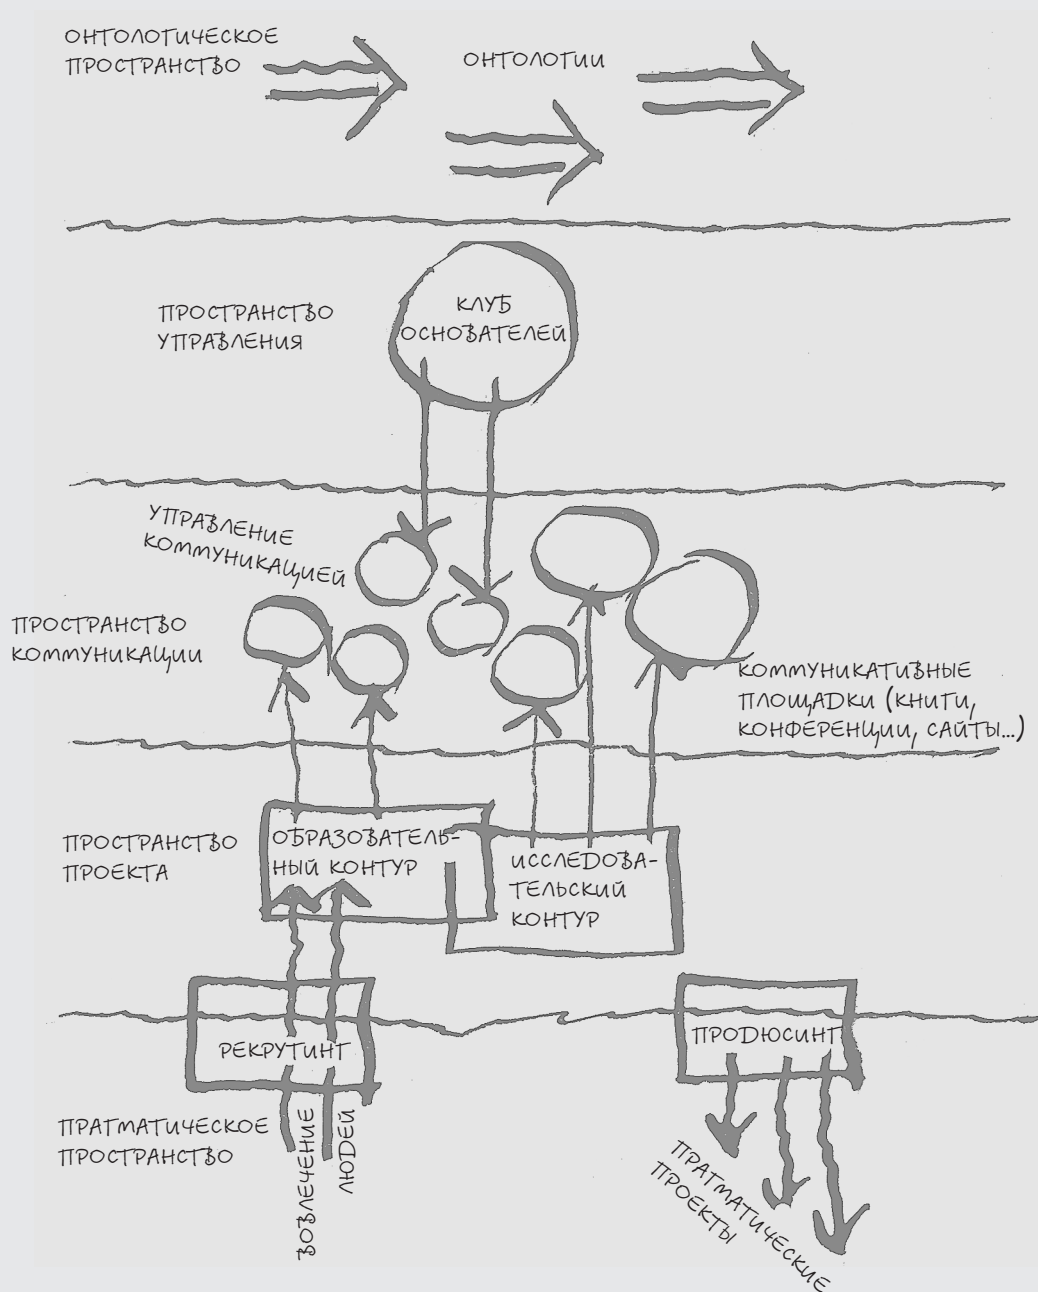 ОНТОЛОГИЧЕСКОЕ
ПРОСТРАНСТВО
ОНТОЛОГИИ
ПРОСТРАНСТВО
УПРАВЛЕНИЯ
КЛУБ
ОСНОВАТЕЛЕЙ
УПРАВЛЕНИЕ
КОММУНИКАЦИЕЙ
ПРОСТРАНСТВО
КОММУНИКАЦИИ
КОММУНИКАТИВНЫЕ
ПЛОЩАДКИ (КНИГИ,
КОНФЕРЕНЦИИ, САЙТЫ...)
ПРОСТРАНСТВО
ПРОЕКТА
ОБРАЗОВАТЕЛЬ-
НЫЙ КОНТУР
ИССЛЕДОВА-
ТЕЛЬСКИЙ
КОНТУР
РЕКРУТИНГ
ПРОДЮСИНГ
ПРАГМАТИЧЕСКОЕ
ПРОСТРАНСТВО
ВОВЛЕЧЕНИЕ
ЛЮДЕЙ
ПРАГМАТИЧЕСКИЕ
ПРОЕКТЫ